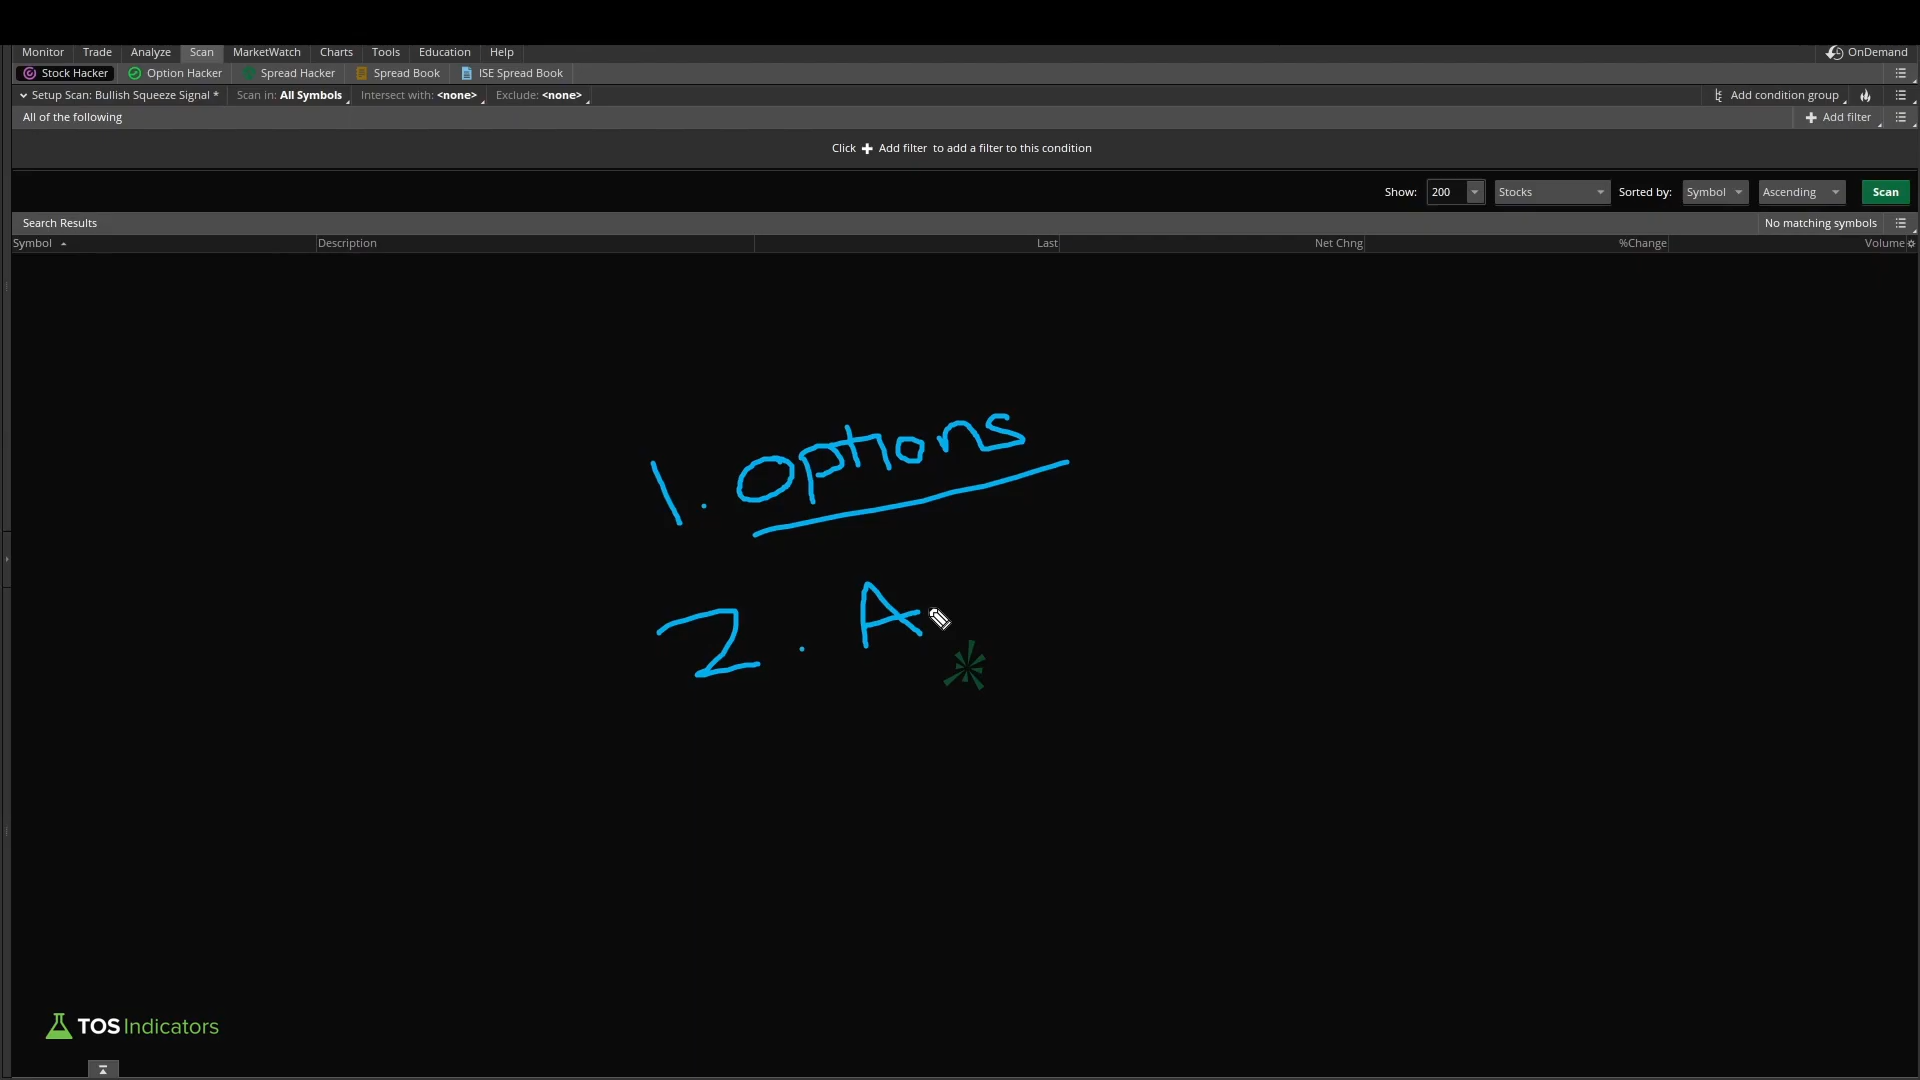 Monitor Trade Analyze Scan MarketWatch Charts Tools Education Help OnDemand
Stock Hacker Option Hacker Spread Hacker Spread Book ISE Spread Book
Setup Scan: Bullish Squeeze Signal * Scan in: All Symbols Intersect with: <none> Exclude: <none> Add condition group
All of the following Add filter
Click + Add filter to add a filter to this condition
Show: 200 Stocks Sorted by: Symbol Ascending Scan
Search Results No matching symbols
Symbol Description Last Net Chng %Change Volume
1. options
2. A
TOS Indicators